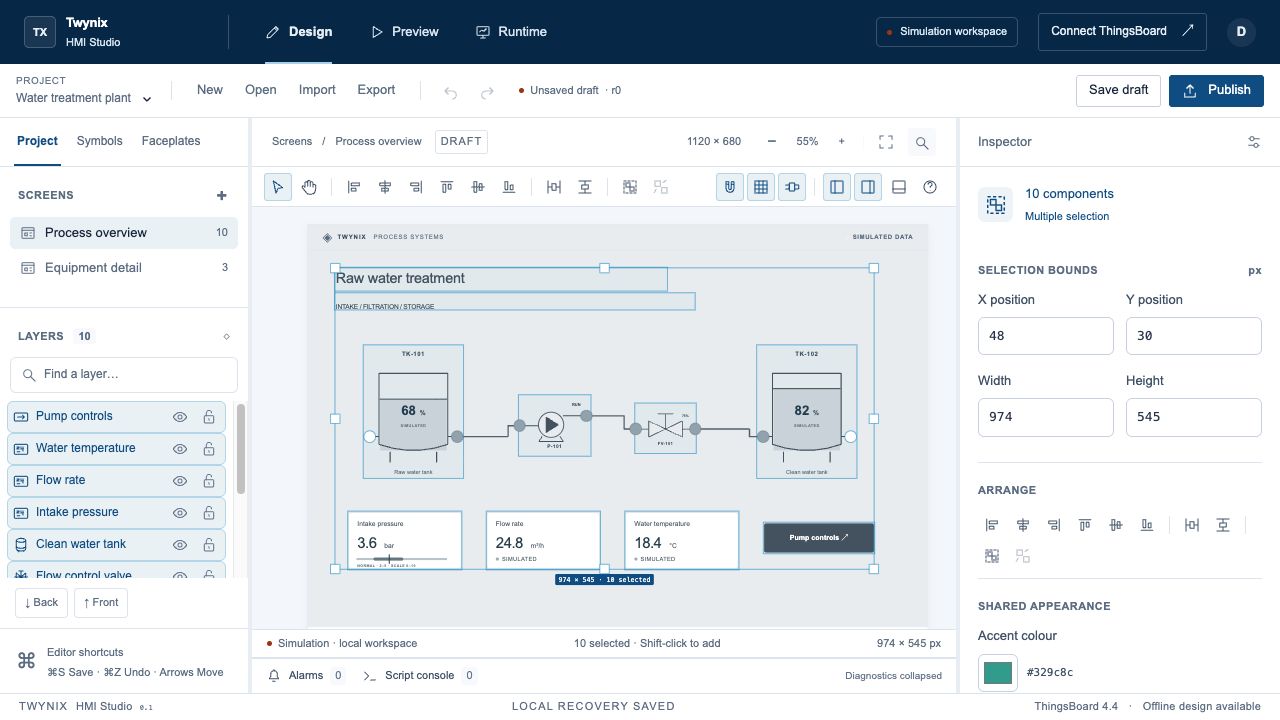 TX
Twynix
HMI Studio
Design
Preview
Runtime
Simulation workspace
Connect ThingsBoard
D
PROJECT
Water treatment plant
New
Open
Import
Export
Unsaved draft · r0
Save draft
Publish
Project
Symbols
Faceplates
SCREENS
Process overview 10
Equipment detail 3
LAYERS 10
Find a layer...
Pump controls
Water temperature
Flow rate
Intake pressure
Clean water tank
Flow control valve
↓ Back
↑ Front
Editor shortcuts
⌘S Save · ⌘Z Undo · Arrows Move
Screens / Process overview DRAFT
1120 × 680
55%
TWYNIX PROCESS SYSTEMS
SIMULATED DATA
Raw water treatment
INTAKE / FILTRATION / STORAGE
TK-101
68 %
SIMULATED
Raw water tank
RUN
P-101
FV-101
TK-102
82 %
SIMULATED
Clean water tank
Intake pressure
3.6 bar
Flow rate
24.8 m³/h
SIMULATED
Water temperature
18.4 °C
SIMULATED
Pump controls ↗
974 × 545 · 10 selected
Simulation · local workspace
10 selected · Shift-click to add
974 × 545 px
Alarms 0
Script console 0
Diagnostics collapsed
Inspector
10 components
Multiple selection
SELECTION BOUNDS px
X position
Y position
48
30
Width
Height
974
545
ARRANGE
SHARED APPEARANCE
Accent colour
#329c8c
TWYNIX HMI Studio 0.1
LOCAL RECOVERY SAVED
ThingsBoard 4.4 · Offline design available